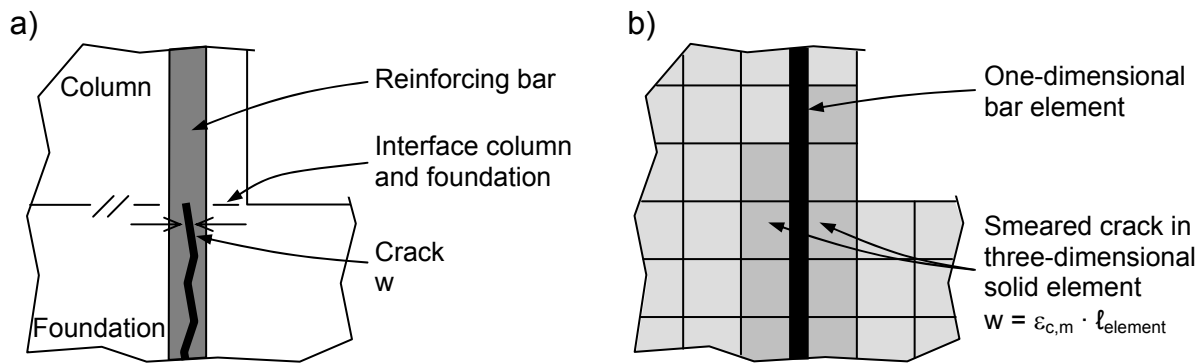 a)
Column
Reinforcing bar
Interface column
and foundation
Crack
w
Foundation
b)
One-dimensional
bar element
Smeared crack in
three-dimensional
solid element
w = εc,m · ℓelement